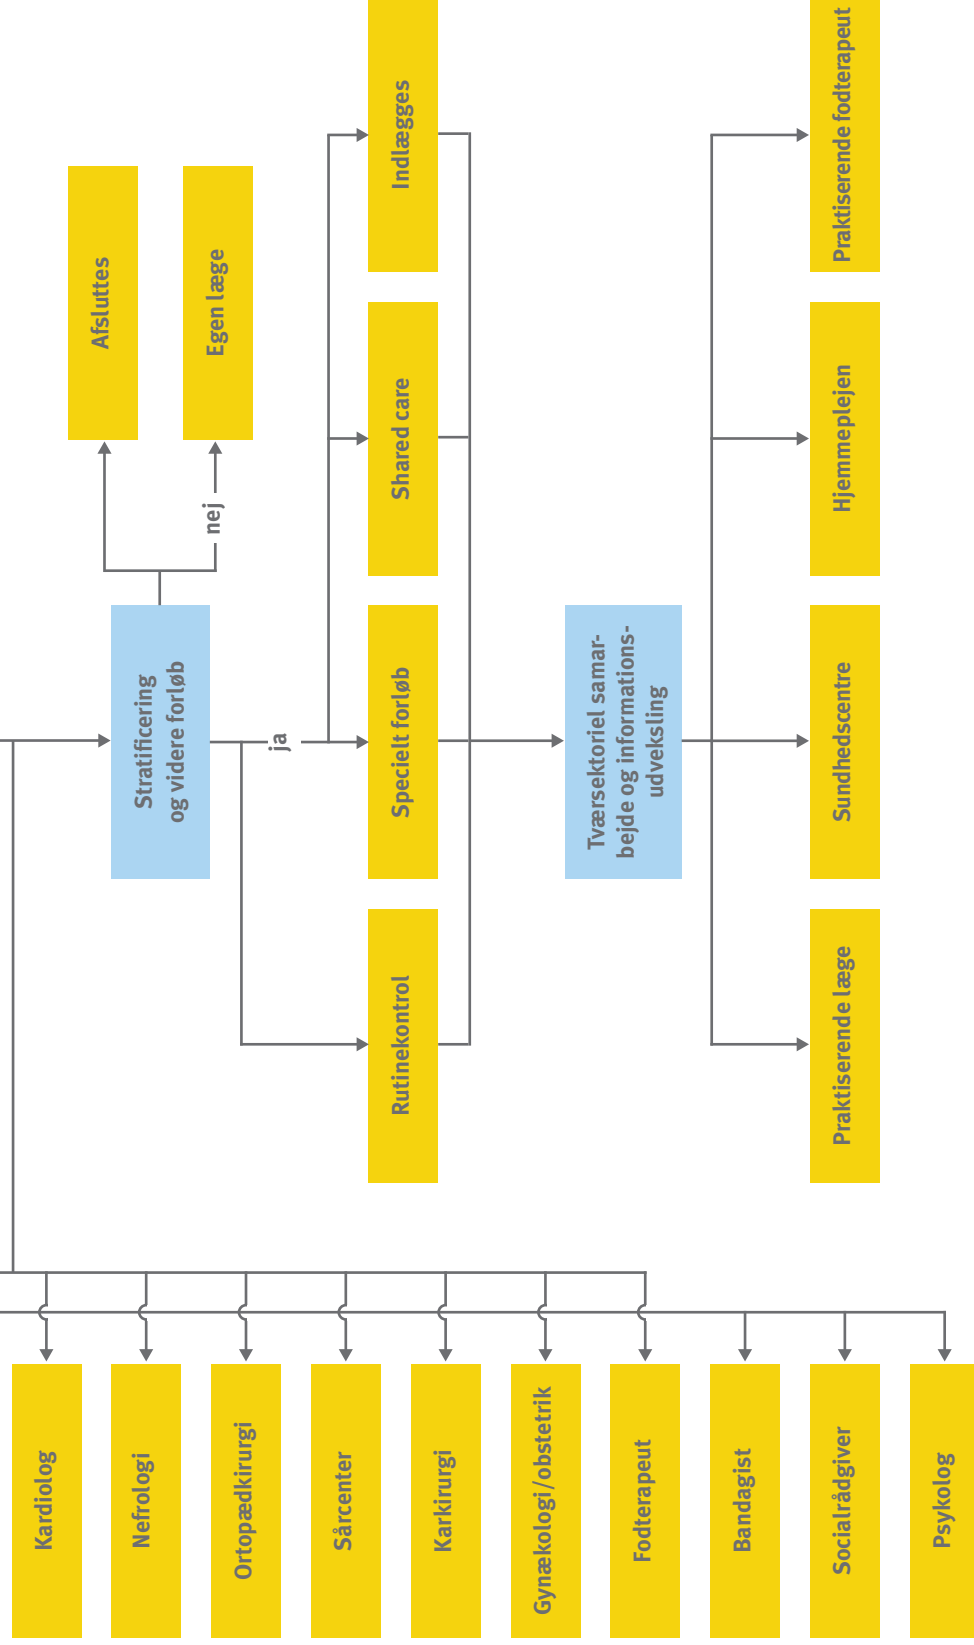 Kardiolog
Nefrologi
Ortopædkirurgi
Sårcenter
Karkirurgi
Gynækologi/obstetrik
Fodterapeut
Bandagist
Socialrådgiver
Psykolog
Stratificering
og videre forløb
Afsluttes
nej
Egen læge
ja
Rutinekontrol
Specielt forløb
Shared care
Indlægges
Tværsektoriel samar-
bejde og informations-
udveksling
Praktiserende læge
Sundhedscentre
Hjemmeplejen
Praktiserende fodterapeut